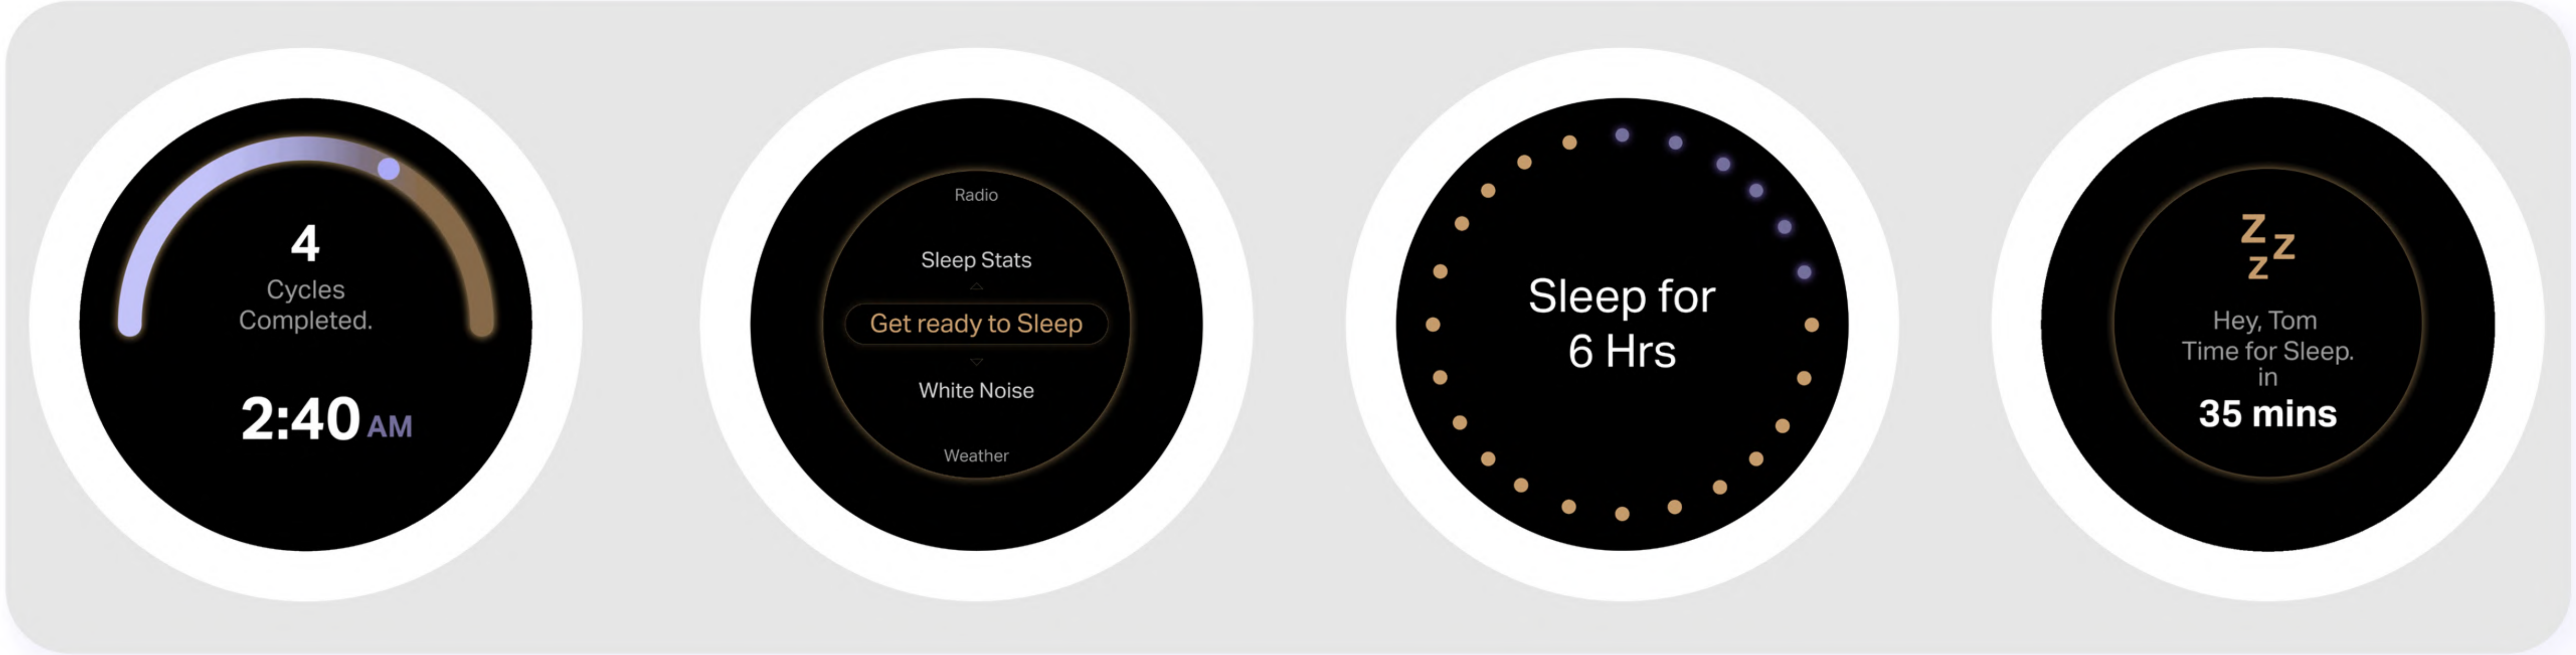 4
Cycles
Completed.
2:40 AM
Radio
Sleep Stats
Get ready to Sleep
White Noise
Weather
Sleep for
6 Hrs
Z
Z
Z
Hey, Tom
Time for Sleep.
in
35 mins